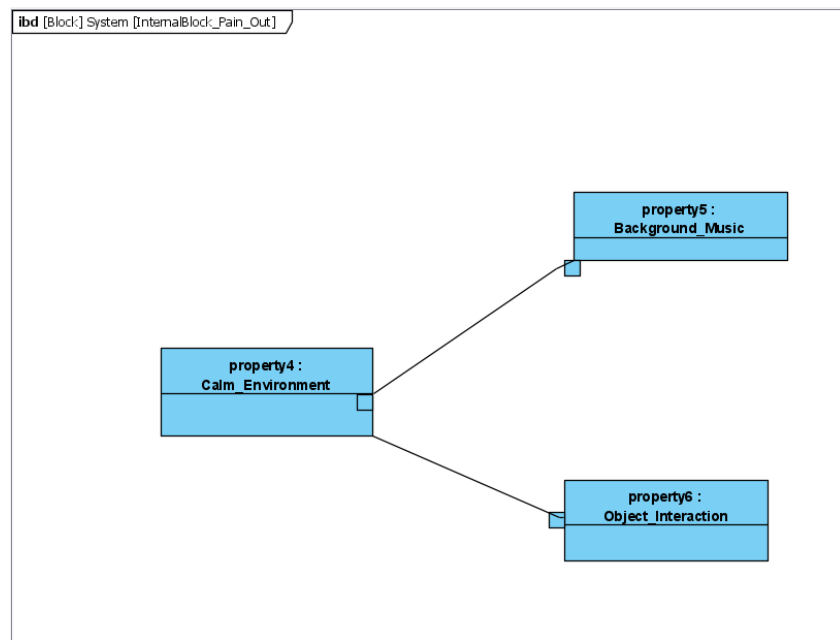 ibd [Block] System [InternalBlock_Pain_Out]
property5 :
Background_Music
property4 :
Calm_Environment
property6 :
Object_Interaction